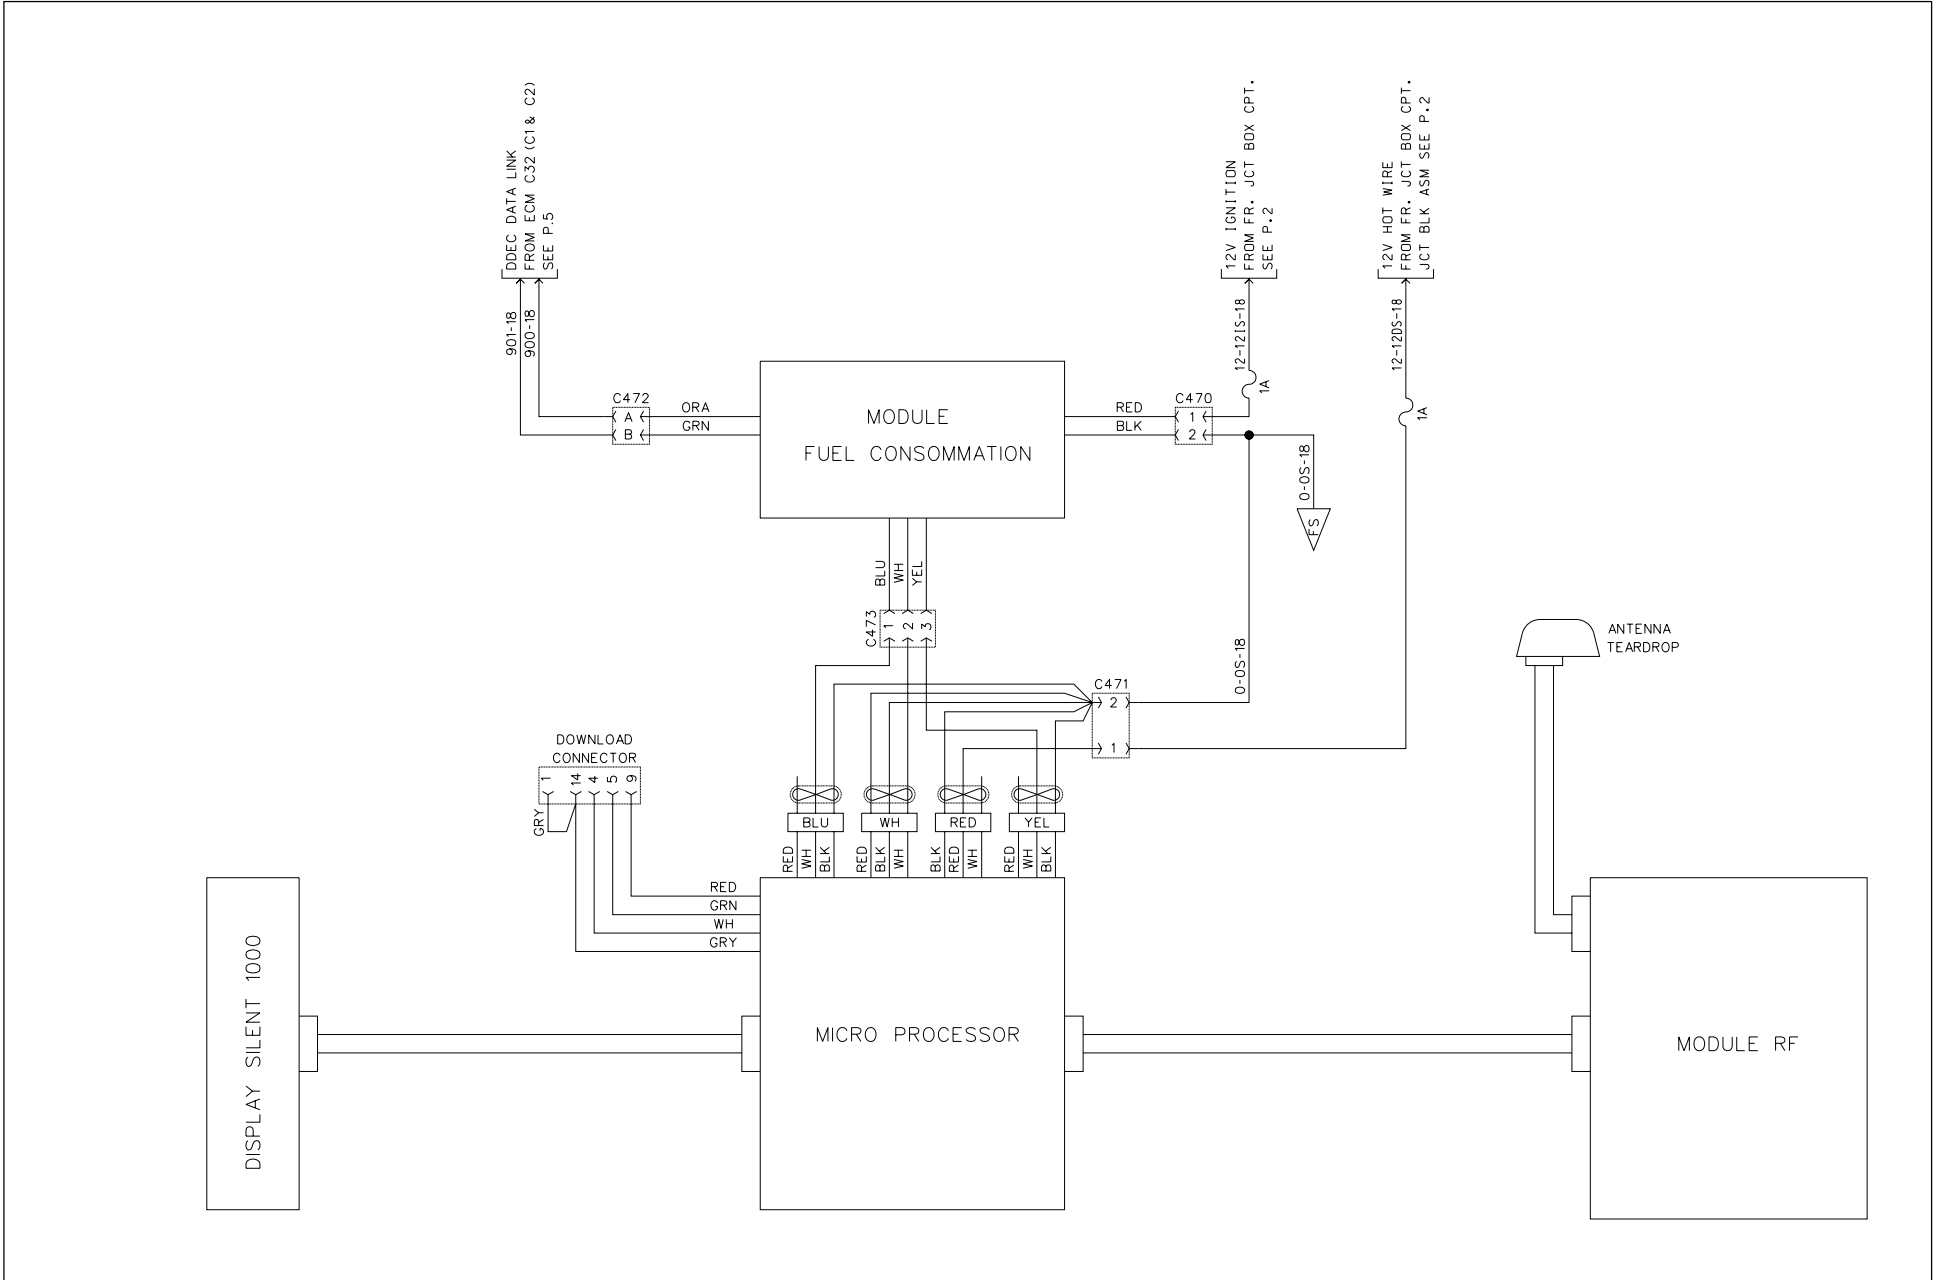 DDEC DATA LINK
FROM ECM C32 (C1 & C2)
SEE P.5
12V IGNITION
FROM FR. JCT BOX CPT.
SEE P.2
12V HOT WIRE
FROM FR. JCT BOX CPT.
JCT BLK ASM SEE P.2
901-18
900-18
12-12IS-18
1A
12-12DS-18
1A
C472
A
B
ORA
GRN
MODULE
FUEL CONSOMMATION
RED
BLK
C470
1
2
0-0S-18
FS
BLU
WH
YEL
C473
1
2
3
0-0S-18
C471
2
1
ANTENNA
TEARDROP
DOWNLOAD
CONNECTOR
1
14
4
5
9
GRY
BLU
WH
RED
YEL
RED
WH
BLK
RED
BLK
WH
BLK
RED
WH
RED
WH
BLK
RED
GRN
WH
GRY
DISPLAY SILENT 1000
MICRO PROCESSOR
MODULE RF